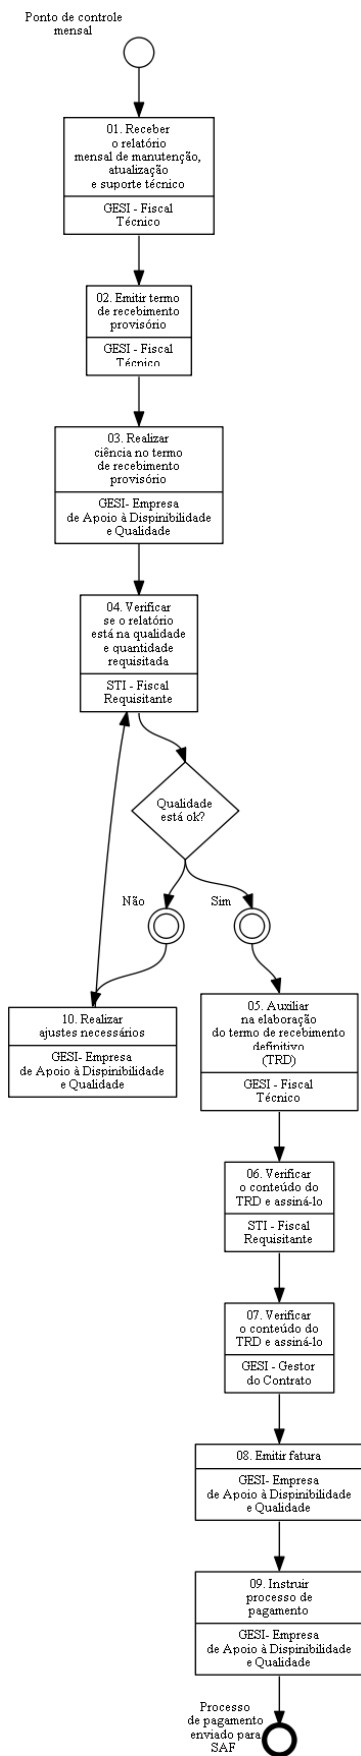 Ponto de controle
mensal
01. Receber
o relatório
mensal de manutenção,
atualização
e suporte técnico
GESI - Fiscal
Técnico
02. Emitir termo
de recebimento
provisório
GESI - Fiscal
Técnico
03. Realizar
ciência no termo
de recebimento
provisório
GESI- Empresa
de Apoio à Dispinibilidade
e Qualidade
04. Verificar
se o relatório
está na qualidade
e quantidade
requisitada
STI - Fiscal
Requisitante
Qualidade
está ok?
Não
Sim
10. Realizar
ajustes necessários
GESI- Empresa
de Apoio à Dispinibilidade
e Qualidade
05. Auxiliar
na elaboração
do termo de recebimento
definitivo
(TRD)
GESI - Fiscal
Técnico
06. Verificar
o conteúdo do
TRD e assiná-lo
STI - Fiscal
Requisitante
07. Verificar
o conteúdo do
TRD e assiná-lo
GESI - Gestor
do Contrato
08. Emitir fatura
GESI- Empresa
de Apoio à Dispinibilidade
e Qualidade
09. Instruir
processo de
pagamento
GESI- Empresa
de Apoio à Dispinibilidade
e Qualidade
Processo
de pagamento
enviado para
SAF